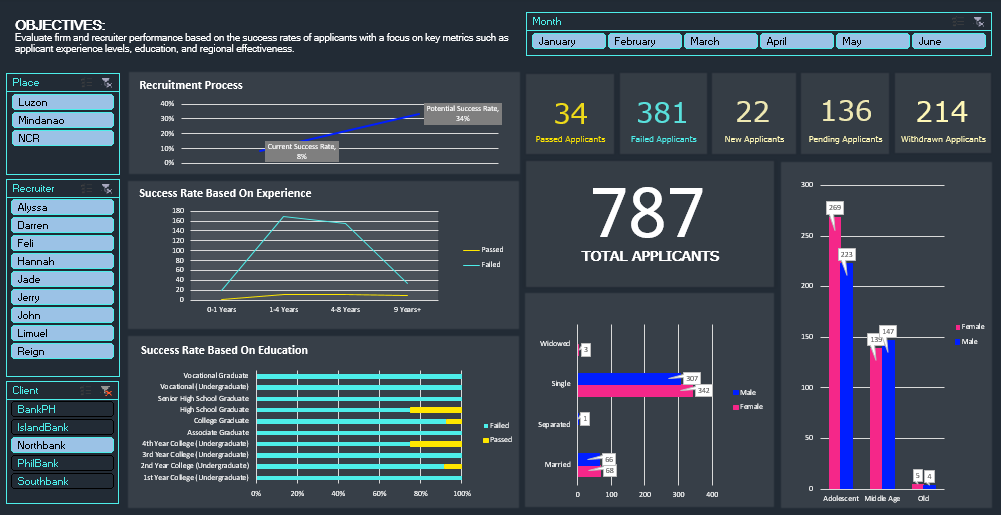 OBJECTIVES:
Evaluate firm and recruiter performance based on the success rates of applicants with a focus on key metrics such as
applicant experience levels, education, and regional effectiveness.
Month
January February March April May June
Place
Luzon
Mindanao
NCR
Recruiter
Alyssa
Darren
Feli
Hannah
Jade
Jerry
John
Limuel
Reign
Client
BankPH
IslandBank
Northbank
PhilBank
Southbank
Recruitment Process
40%
30%
20%
10%
0%
Potential Success Rate,
34%
Current Success Rate,
8%
Success Rate Based On Experience
180
160
140
120
100
80
60
40
20
0
0-1 Years 1-4 Years 4-8 Years 9 Years+
Passed
Failed
Success Rate Based On Education
Vocational Graduate
Vocational (Undergraduate)
Senior High School Graduate
High School Graduate
College Graduate
Associate Graduate
4th Year College (Undergraduate)
3rd Year College (Undergraduate)
2nd Year College (Undergraduate)
1st Year College (Undergraduate)
0% 20% 40% 60% 80% 100%
Failed
Passed
34
Passed Applicants
381
Failed Applicants
22
New Applicants
136
Pending Applicants
214
Withdrawn Applicants
787
TOTAL APPLICANTS
Widowed
Single
Separated
Married
3
307
342
1
66
68
0 100 200 300 400
Male
Female
300
250
200
150
100
50
0
269
223
139
147
5
4
Adolescent Middle Age Old
Female
Male